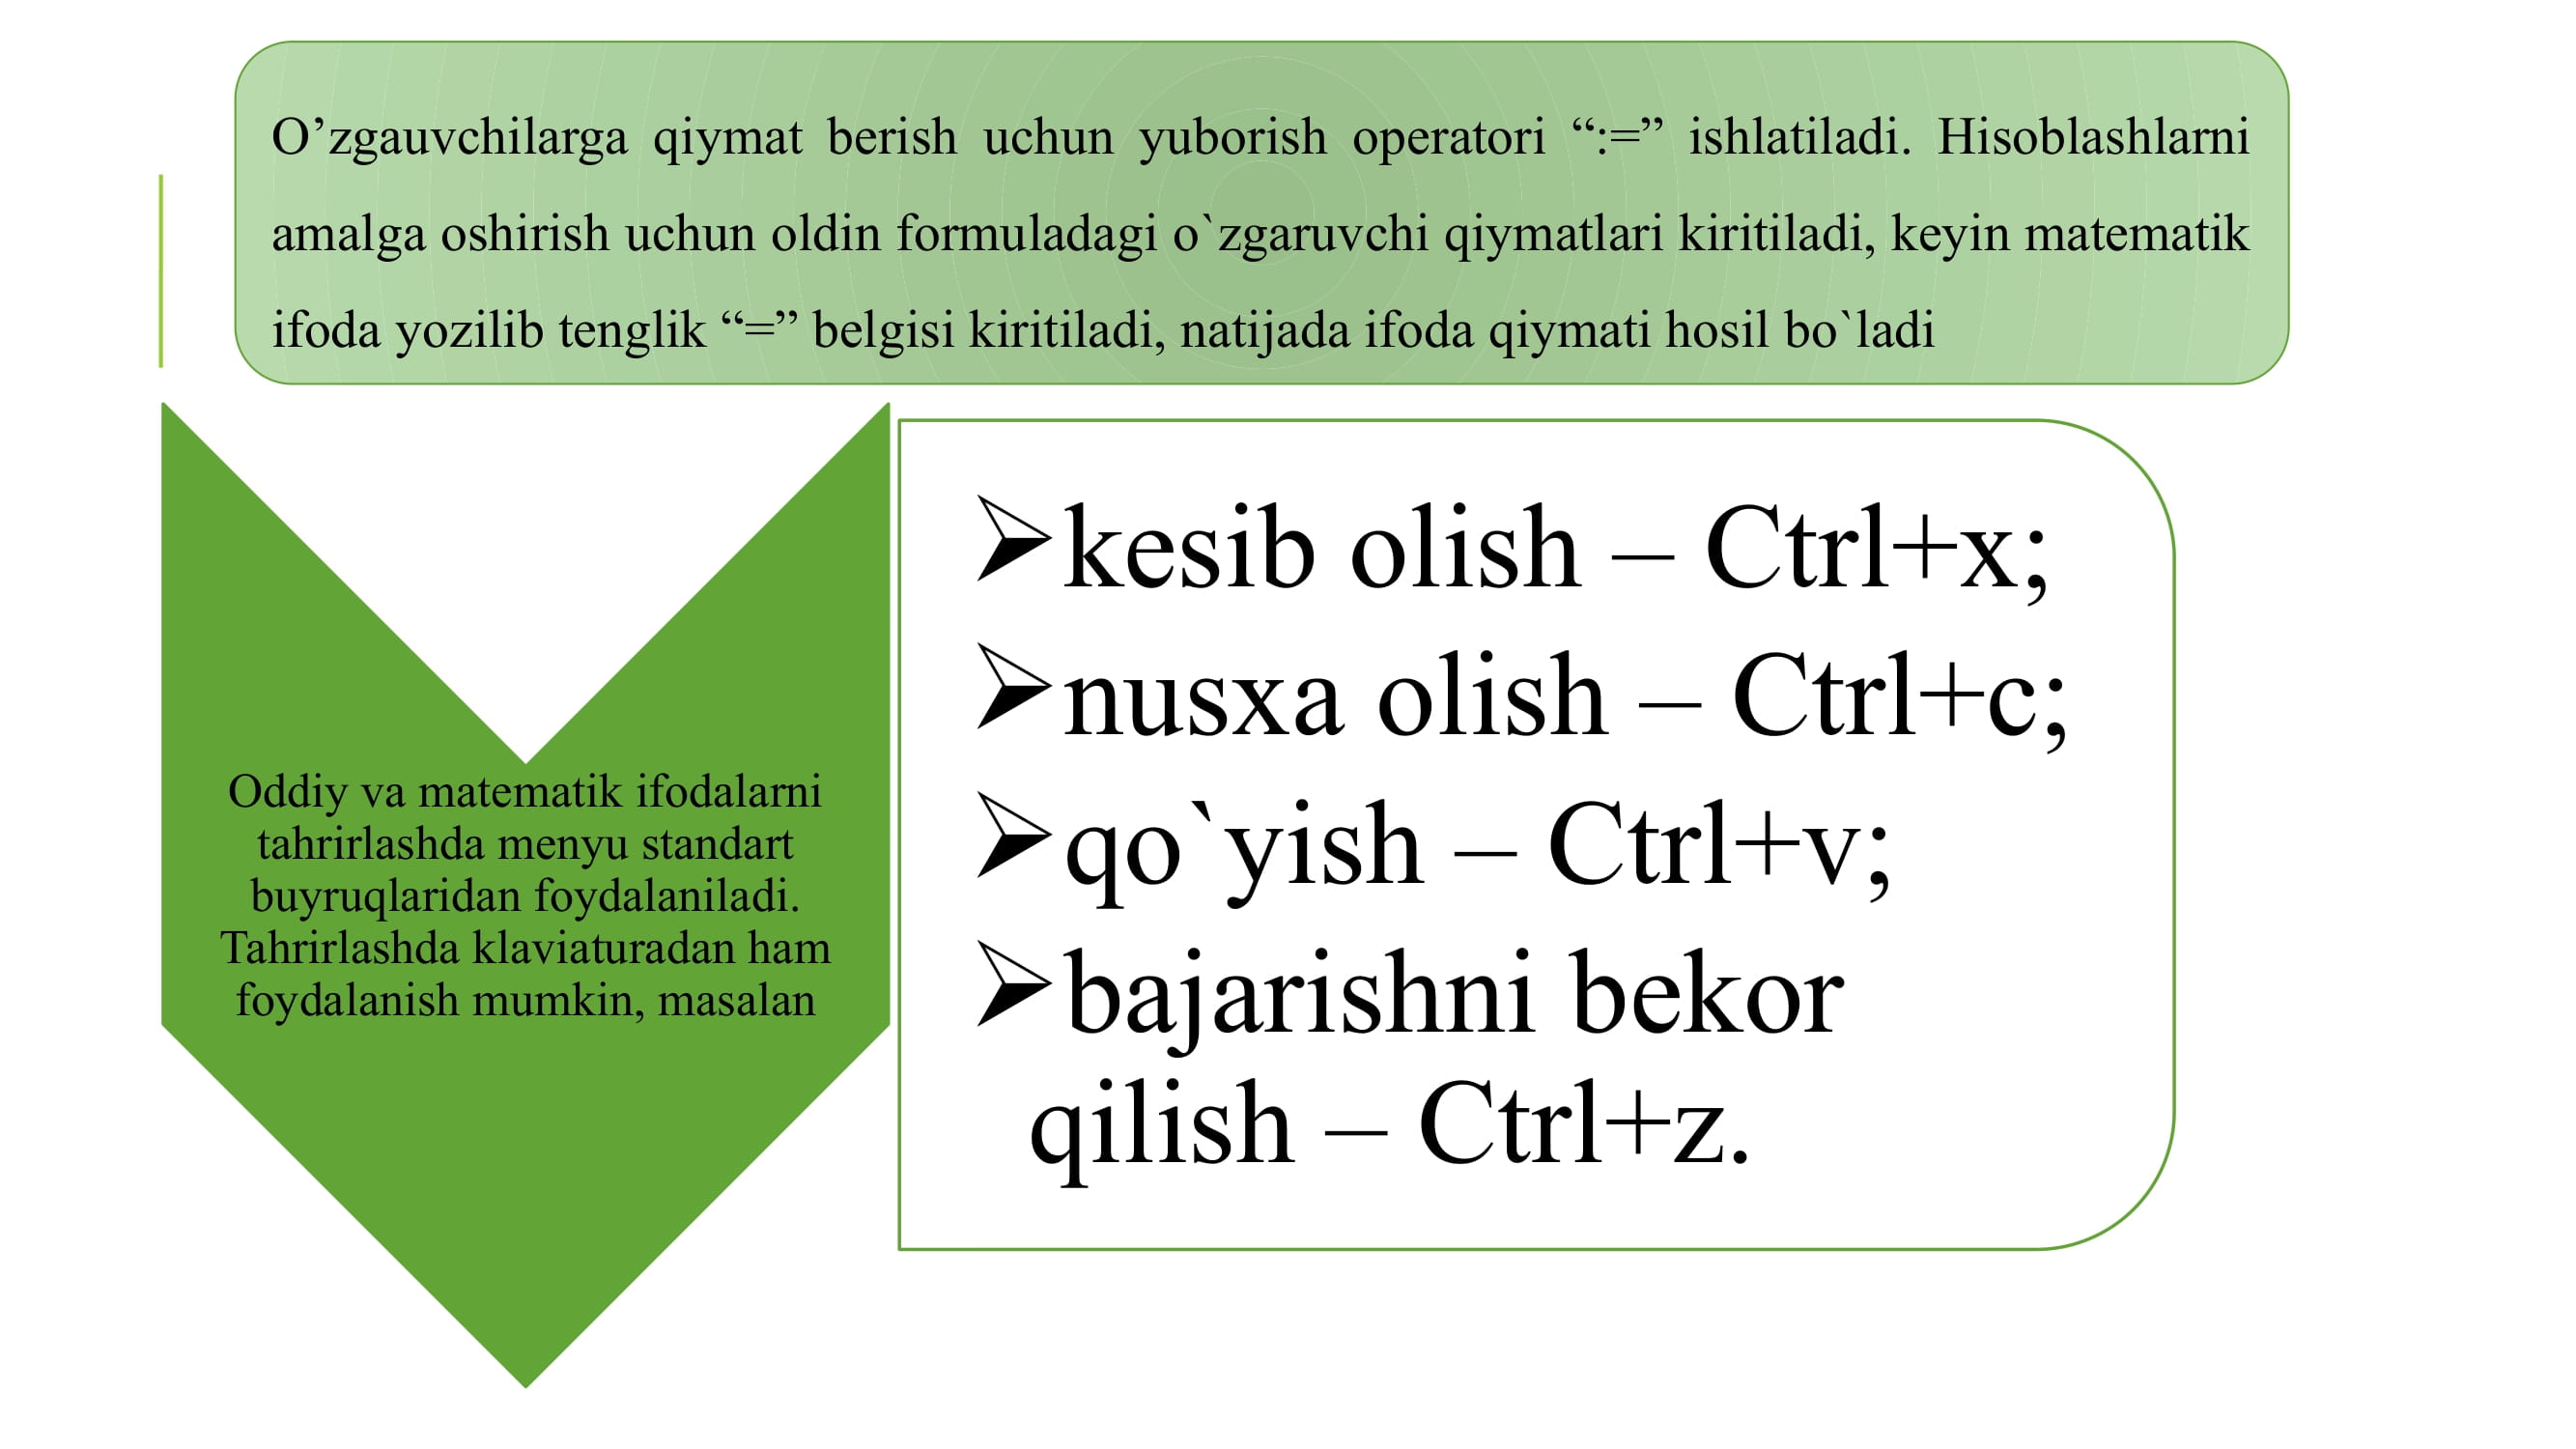 O’zgauvchilarga qiymat berish uchun yuborish operatori “:=” ishlatiladi. Hisoblashlarni
amalga oshirish uchun oldin formuladagi o`zgaruvchi qiymatlari kiritiladi, keyin matematik
ifoda yozilib tenglik “=” belgisi kiritiladi, natijada ifoda qiymati hosil bo`ladi
Oddiy va matematik ifodalarni
tahrirlashda menyu standart
buyruqlaridan foydalaniladi.
Tahrirlashda klaviaturadan ham
foydalanish mumkin, masalan
➢kesib olish – Ctrl+x;
➢nusxa olish – Ctrl+c;
➢qo`yish – Ctrl+v;
➢bajarishni bekor
qilish – Ctrl+z.